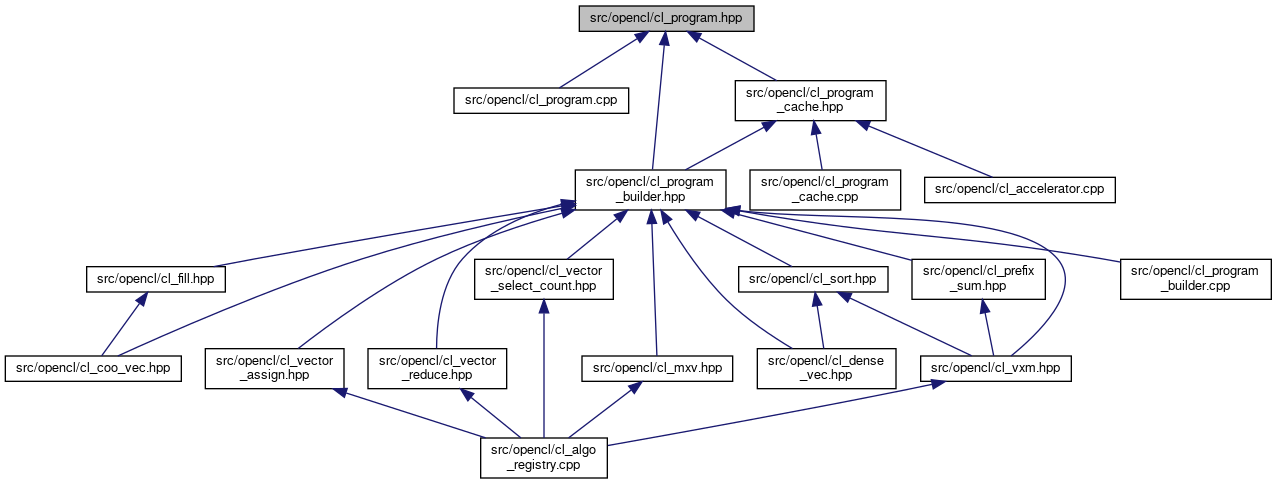 src/opencl/cl_program.hpp
src/opencl/cl_program.cpp
src/opencl/cl_program
_cache.hpp
src/opencl/cl_program
_builder.hpp
src/opencl/cl_program
_cache.cpp
src/opencl/cl_accelerator.cpp
src/opencl/cl_fill.hpp
src/opencl/cl_vector
_select_count.hpp
src/opencl/cl_sort.hpp
src/opencl/cl_prefix
_sum.hpp
src/opencl/cl_program
_builder.cpp
src/opencl/cl_coo_vec.hpp
src/opencl/cl_vector
_assign.hpp
src/opencl/cl_vector
_reduce.hpp
src/opencl/cl_mxv.hpp
src/opencl/cl_dense
_vec.hpp
src/opencl/cl_vxm.hpp
src/opencl/cl_algo
_registry.cpp